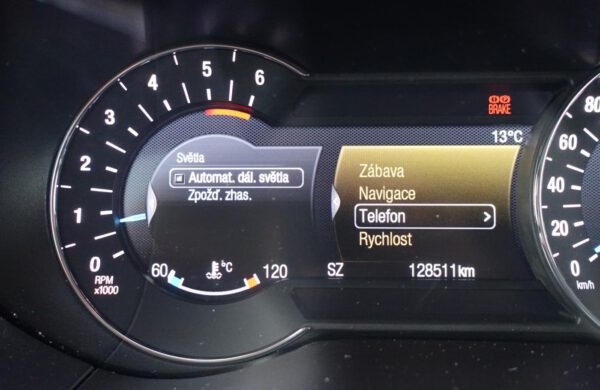 6
5
4
3
2
1
0
RPM
x1000
Světla
Automat. dál. světla
Zpožď. zhas.
60
°C
120
BRAKE
13°C
Zábava
Navigace
Telefon >
Rychlost
SZ 128511km
80
60
40
20
0
km/h